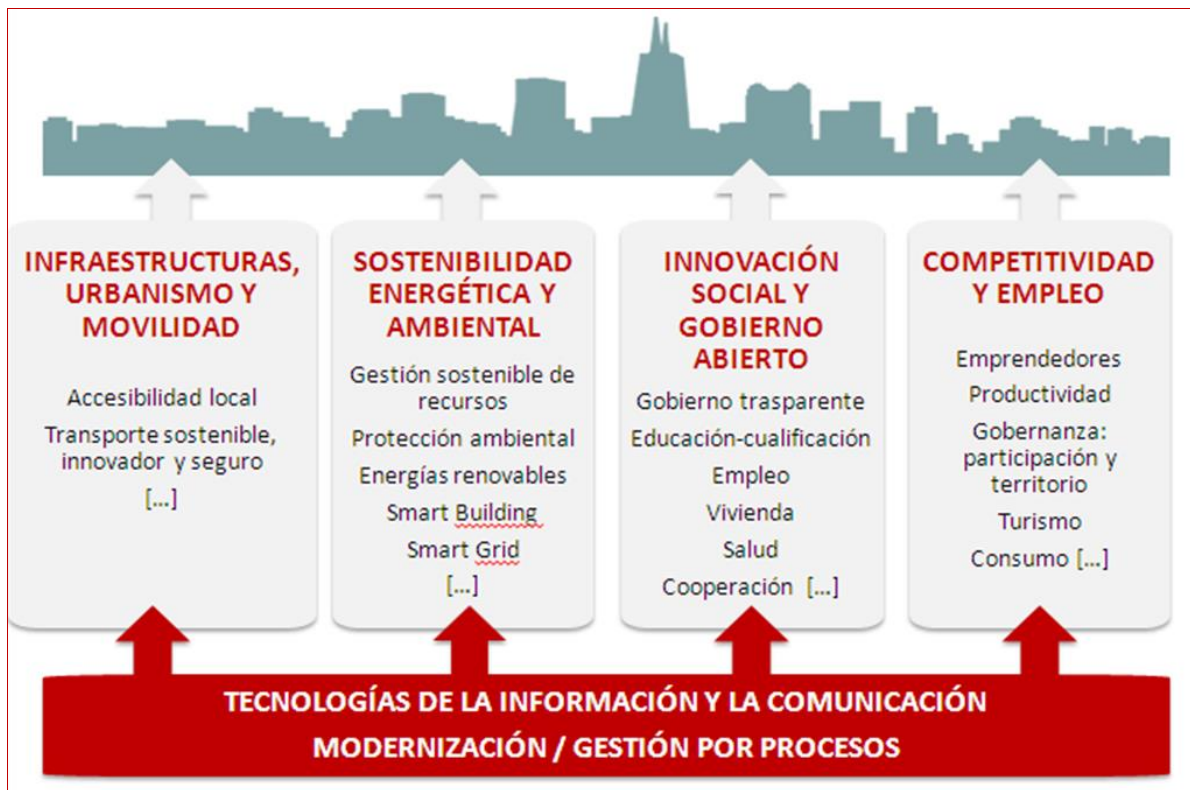 INFRAESTRUCTURAS,
URBANISMO Y
MOVILIDAD
Accesibilidad local
Transporte sostenible,
innovador y seguro
[...]
SOSTENIBILIDAD
ENERGÉTICA Y
AMBIENTAL
Gestión sostenible de
recursos
Protección ambiental
Energías renovables
Smart Building
Smart Grid
[...]
INNOVACIÓN
SOCIAL Y
GOBIERNO
ABIERTO
Gobierno trasparente
Educación-cualificación
Empleo
Vivienda
Salud
Cooperación [...]
COMPETITIVIDAD
Y EMPLEO
Emprendedores
Productividad
Gobernanza:
participación y
territorio
Turismo
Consumo [...]
TECNOLOGÍAS DE LA INFORMACIÓN Y LA COMUNICACIÓN
MODERNIZACIÓN / GESTIÓN POR PROCESOS